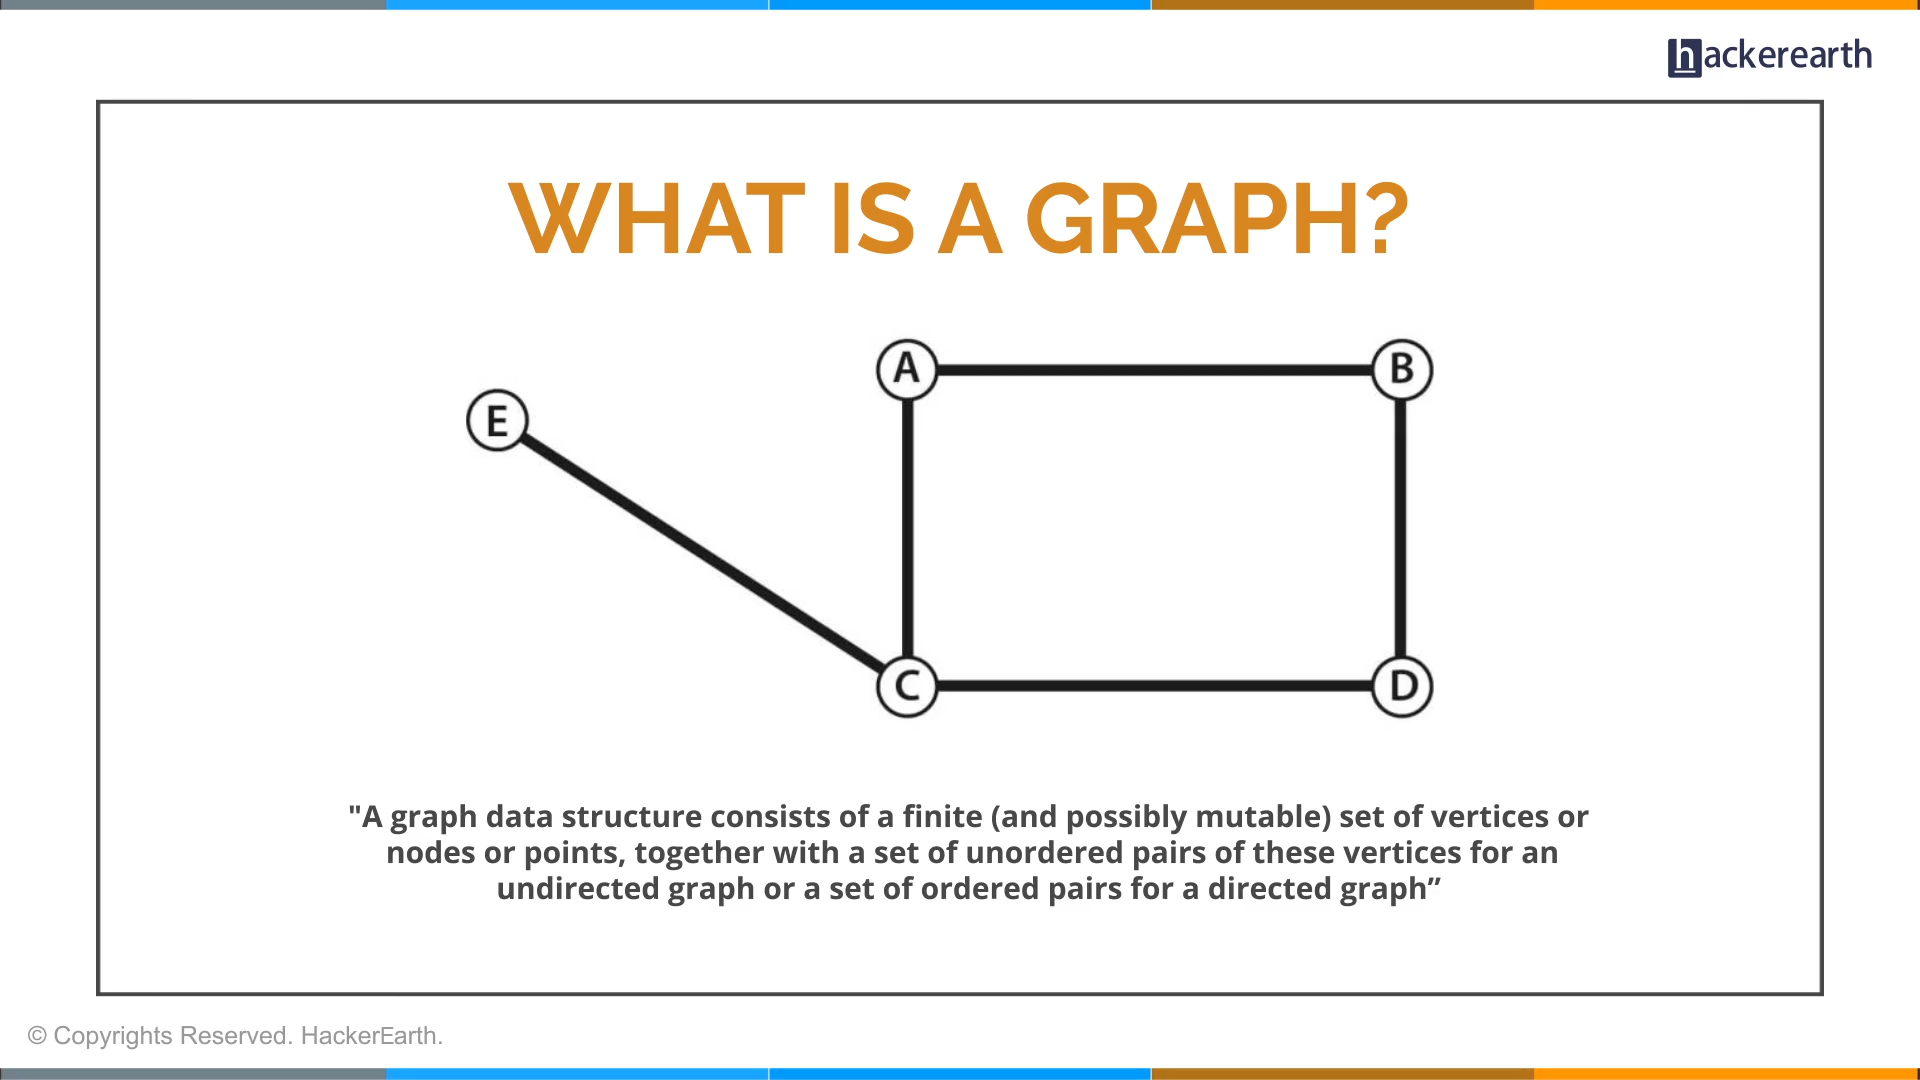 hackerearth
WHAT IS A GRAPH?
A
B
E
C
D
"A graph data structure consists of a finite (and possibly mutable) set of vertices or
nodes or points, together with a set of unordered pairs of these vertices for an
undirected graph or a set of ordered pairs for a directed graph”
© Copyrights Reserved. HackerEarth.